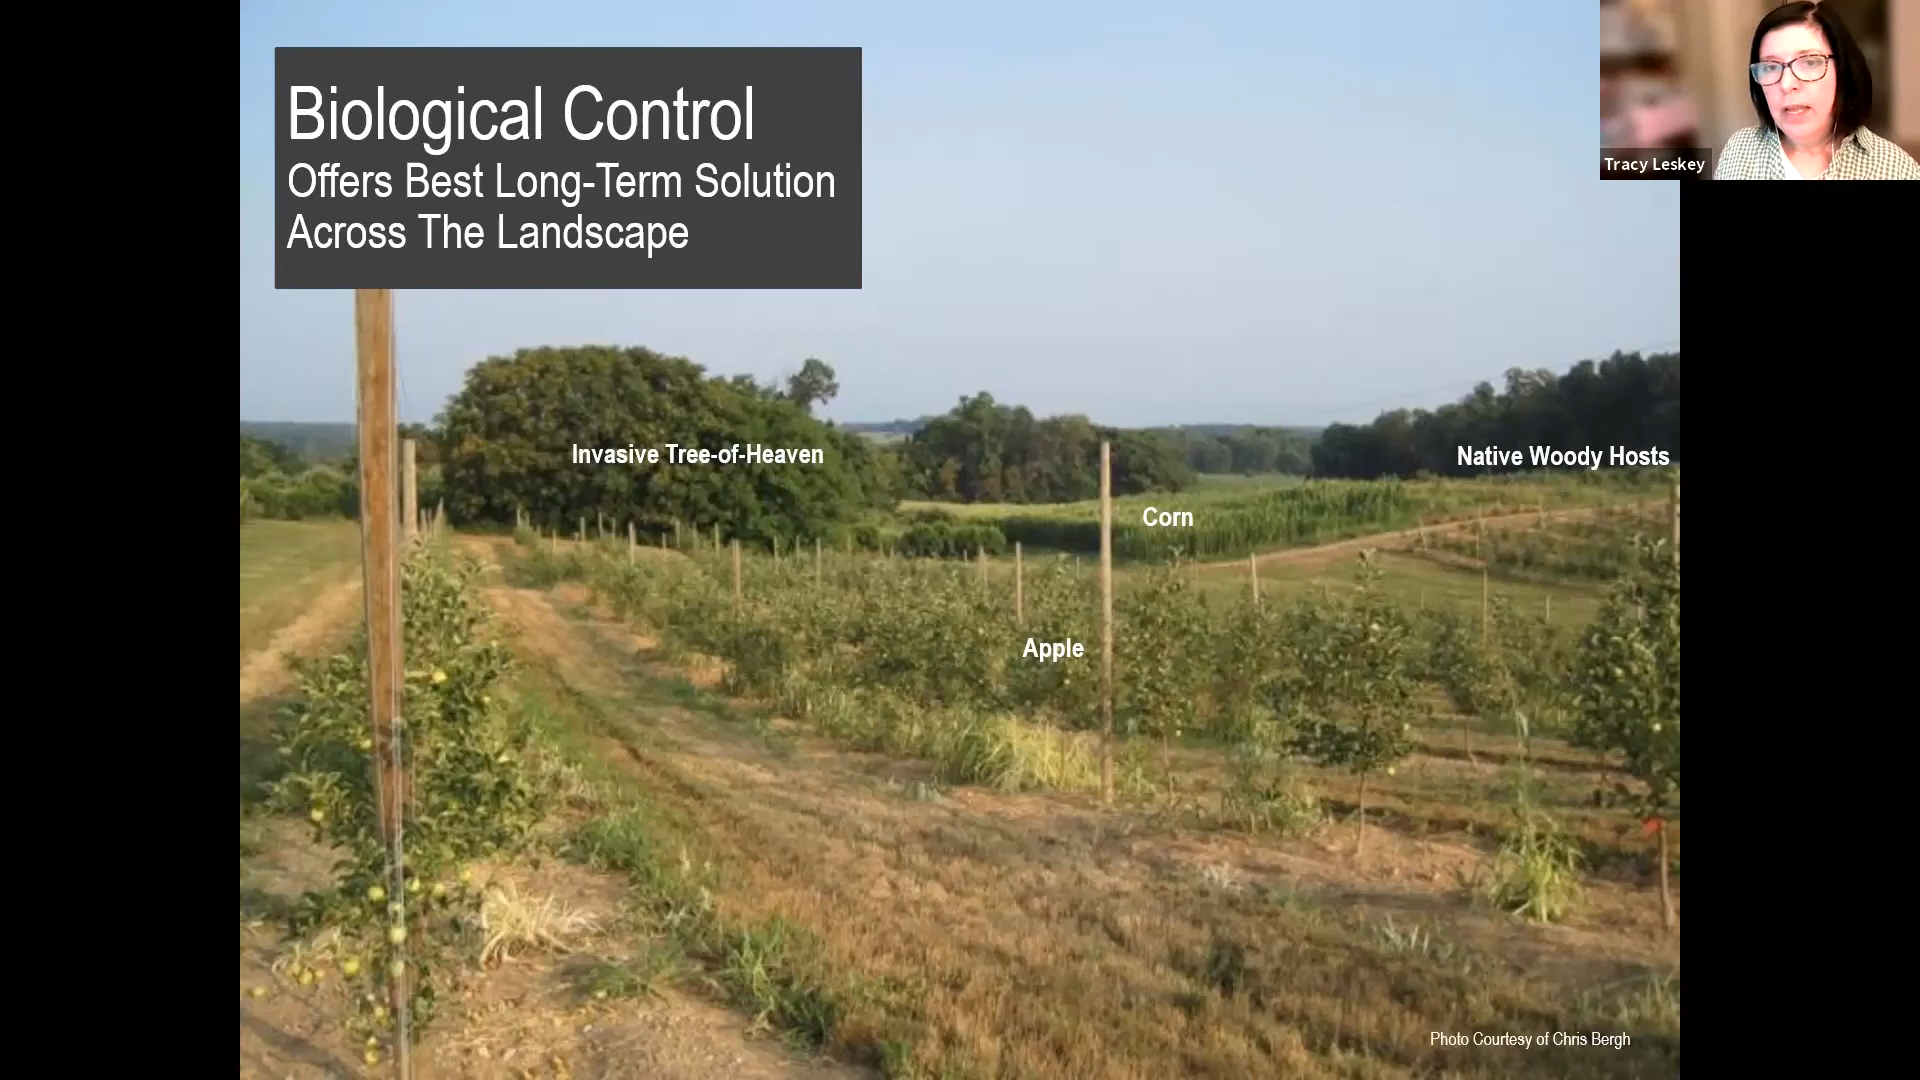 Biological Control
Offers Best Long-Term Solution
Across The Landscape
Tracy Leskey
Invasive Tree-of-Heaven
Native Woody Hosts
Corn
Apple
Photo Courtesy of Chris Bergh